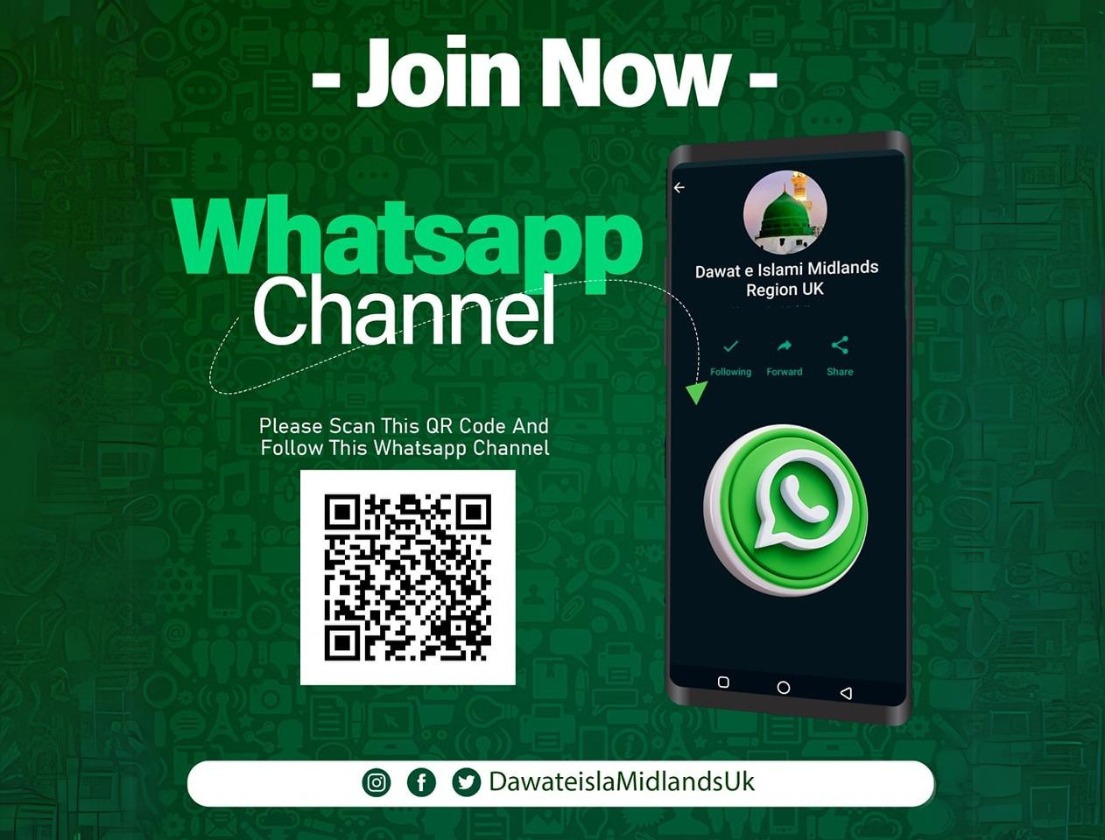 - Join Now -
Whatsapp
Channel
Please Scan This QR Code And
Follow This Whatsapp Channel
Dawat e Islami Midlands
Region UK
Following Forward Share
DawateislaMidlandsUk